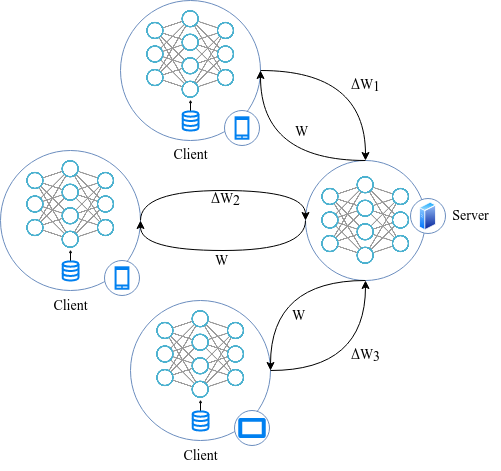 ΔW1
W
Client
ΔW2
Server
W
Client
W
ΔW3
Client